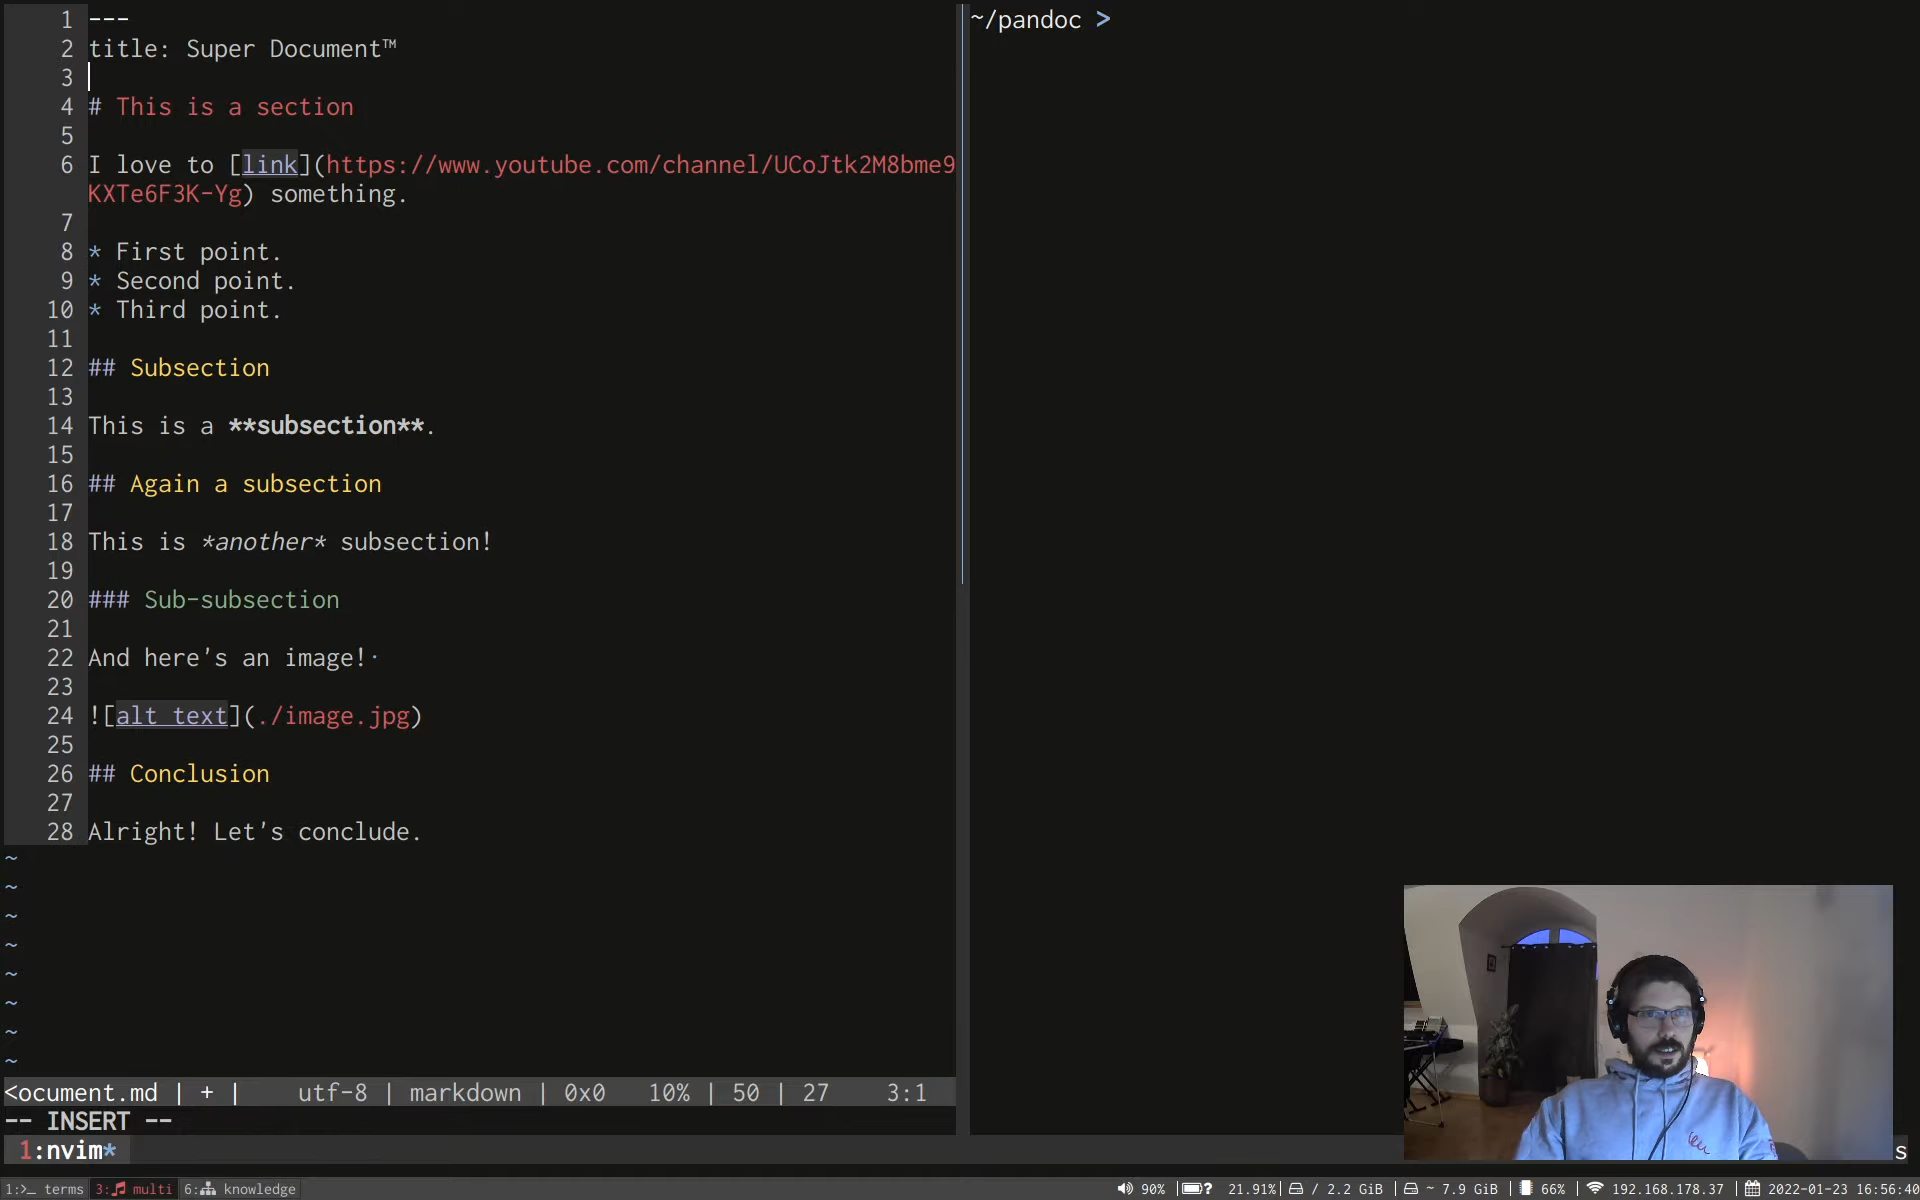 1 ---
2 title: Super Document™
3
4 # This is a section
5
6 I love to [link](https://www.youtube.com/channel/UCoJtk2M8bme9
KXTe6F3K-Yg) something.
7
8 * First point.
9 * Second point.
10 * Third point.
11
12 ## Subsection
13
14 This is a **subsection**.
15
16 ## Again a subsection
17
18 This is *another* subsection!
19
20 ### Sub-subsection
21
22 And here's an image!·
23
24 ![alt text](./image.jpg)
25
26 ## Conclusion
27
28 Alright! Let's conclude.
~
~
~
~
~
~
~
~
<ocument.md | + | utf-8 | markdown | 0x0 10% | 50 | 27 3:1
-- INSERT --
1:nvim*
~/pandoc >
s
1:>_ terms 3: multi 6: knowledge
90% | ? 21.91% | / 2.2 GiB | ~ 7.9 GiB | 66% | 192.168.178.37 | 2022-01-23 16:56:40